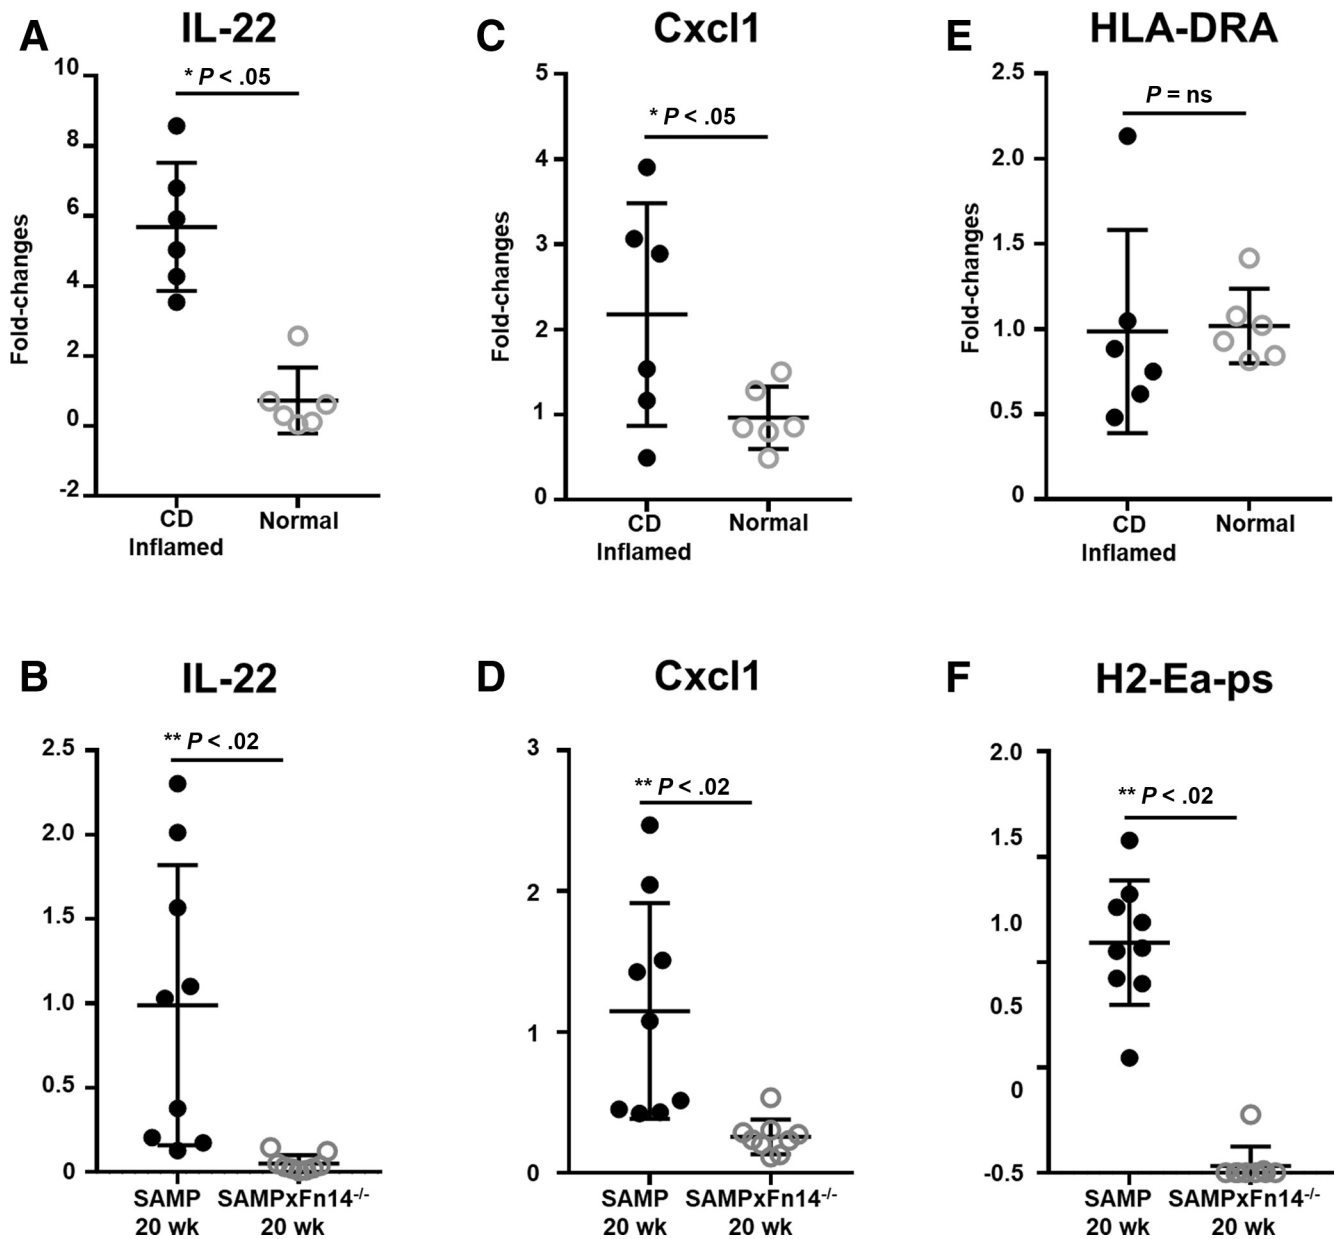 A
IL-22
* P < .05
10
8
6
4
2
0
-2
Fold-changes
CD
Inflamed
Normal
C
Cxcl1
* P < .05
5
4
3
2
1
0
Fold-changes
CD
Inflamed
Normal
E
HLA-DRA
P = ns
2.5
2.0
1.5
1.0
0.5
0
Fold-changes
CD
Inflamed
Normal
B
IL-22
** P < .02
2.5
2.0
1.5
1.0
0.5
0
SAMP
20 wk
SAMPxFn14-/-
20 wk
D
Cxcl1
** P < .02
3
2
1
0
SAMP
20 wk
SAMPxFn14-/-
20 wk
F
H2-Ea-ps
** P < .02
2.0
1.5
1.0
0.5
0
-0.5
SAMP
20 wk
SAMPxFn14-/-
20 wk